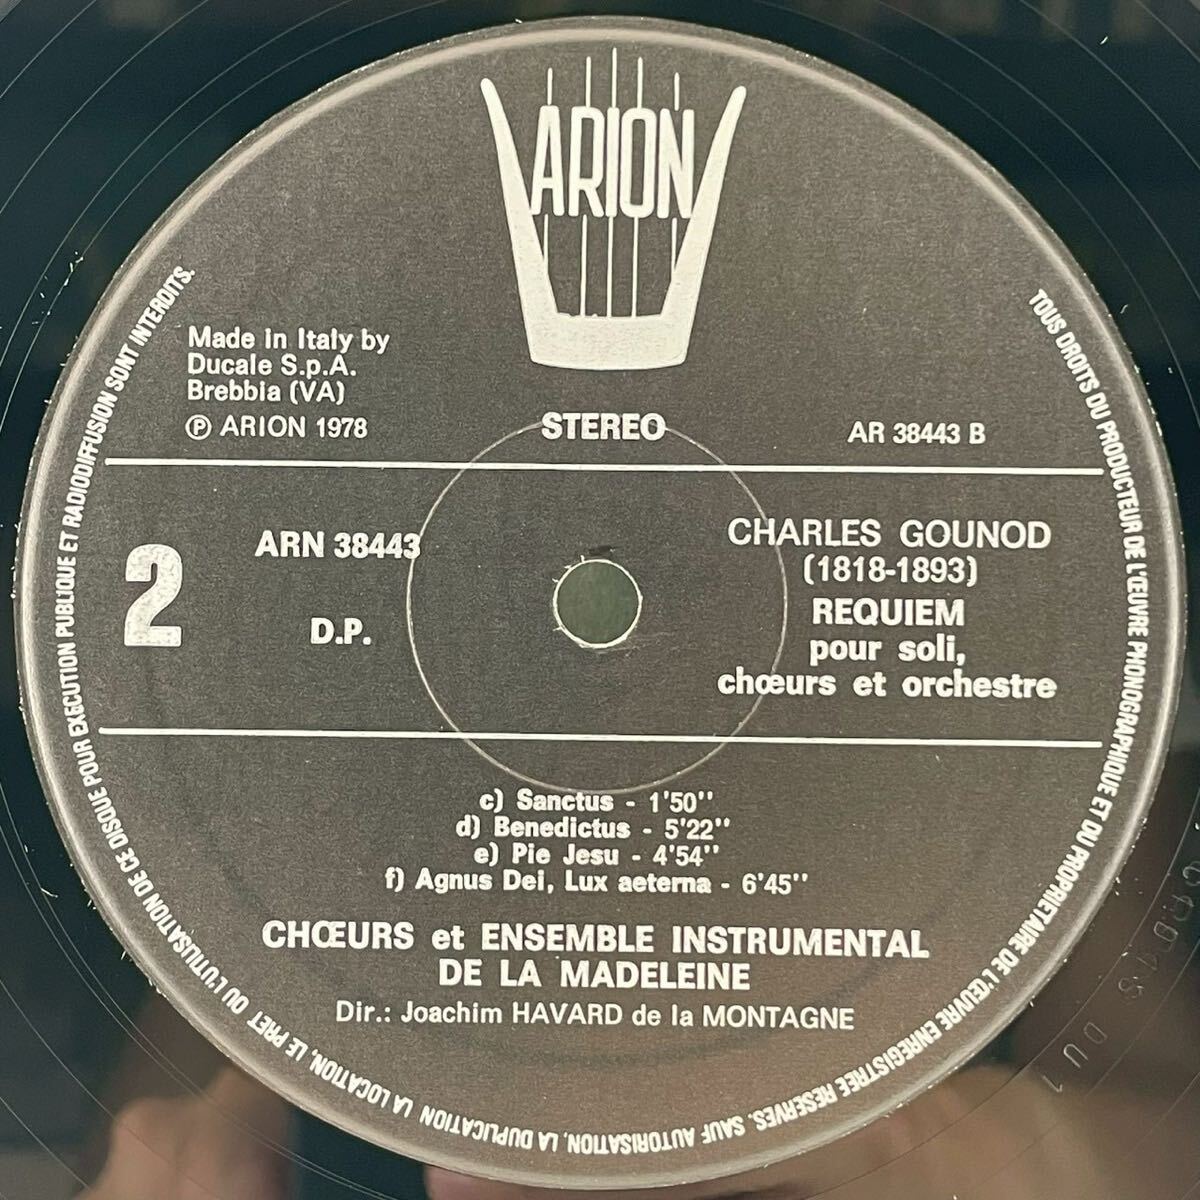 ARION
Made in Italy by
Ducale S.p.A.
Brebbia (VA)
℗ ARION 1978
STEREO
AR 38443 B
2
ARN 38443
D.P.
CHARLES GOUNOD
(1818-1893)
REQUIEM
pour soli,
chœurs et orchestre
c) Sanctus - 1'50''
d) Benedictus - 5'22''
e) Pie Jesu - 4'54''
f) Agnus Dei, Lux aeterna - 6'45''
CHŒURS et ENSEMBLE INSTRUMENTAL
DE LA MADELEINE
Dir.: Joachim HAVARD de la MONTAGNE
TOUS DROITS DU PRODUCTEUR DE L'ŒUVRE PHONOGRAPHIQUE ET DU PROPRIETAIRE DE L'ŒUVRE ENREGISTREE RESERVES. SAUF AUTORISATION, LA DUPLICATION, LA LOCATION, LE PRET OU L'UTILISATION DE CE DISQUE POUR EXECUTION PUBLIQUE ET RADIODIFFUSION SONT INTERDITS.